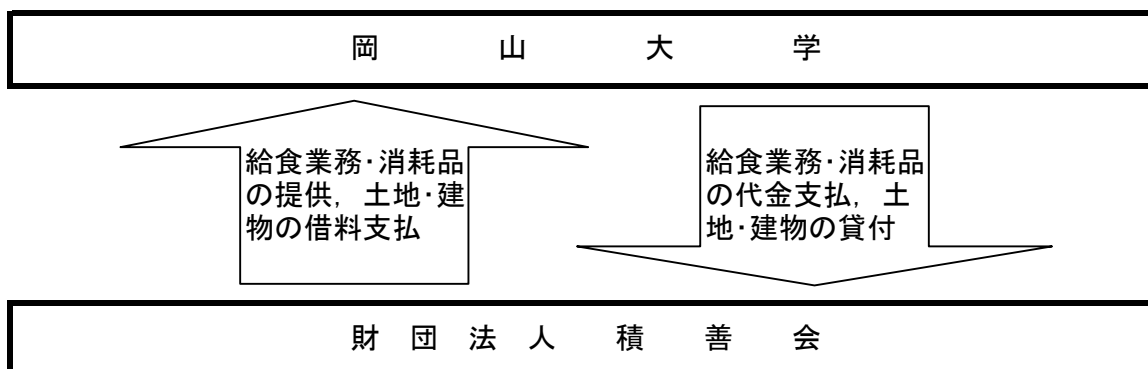 岡山大学
給食業務・消耗品
の提供，土地・建
物の借料支払
給食業務・消耗品
の代金支払，土
地・建物の貸付
財団法人積善会